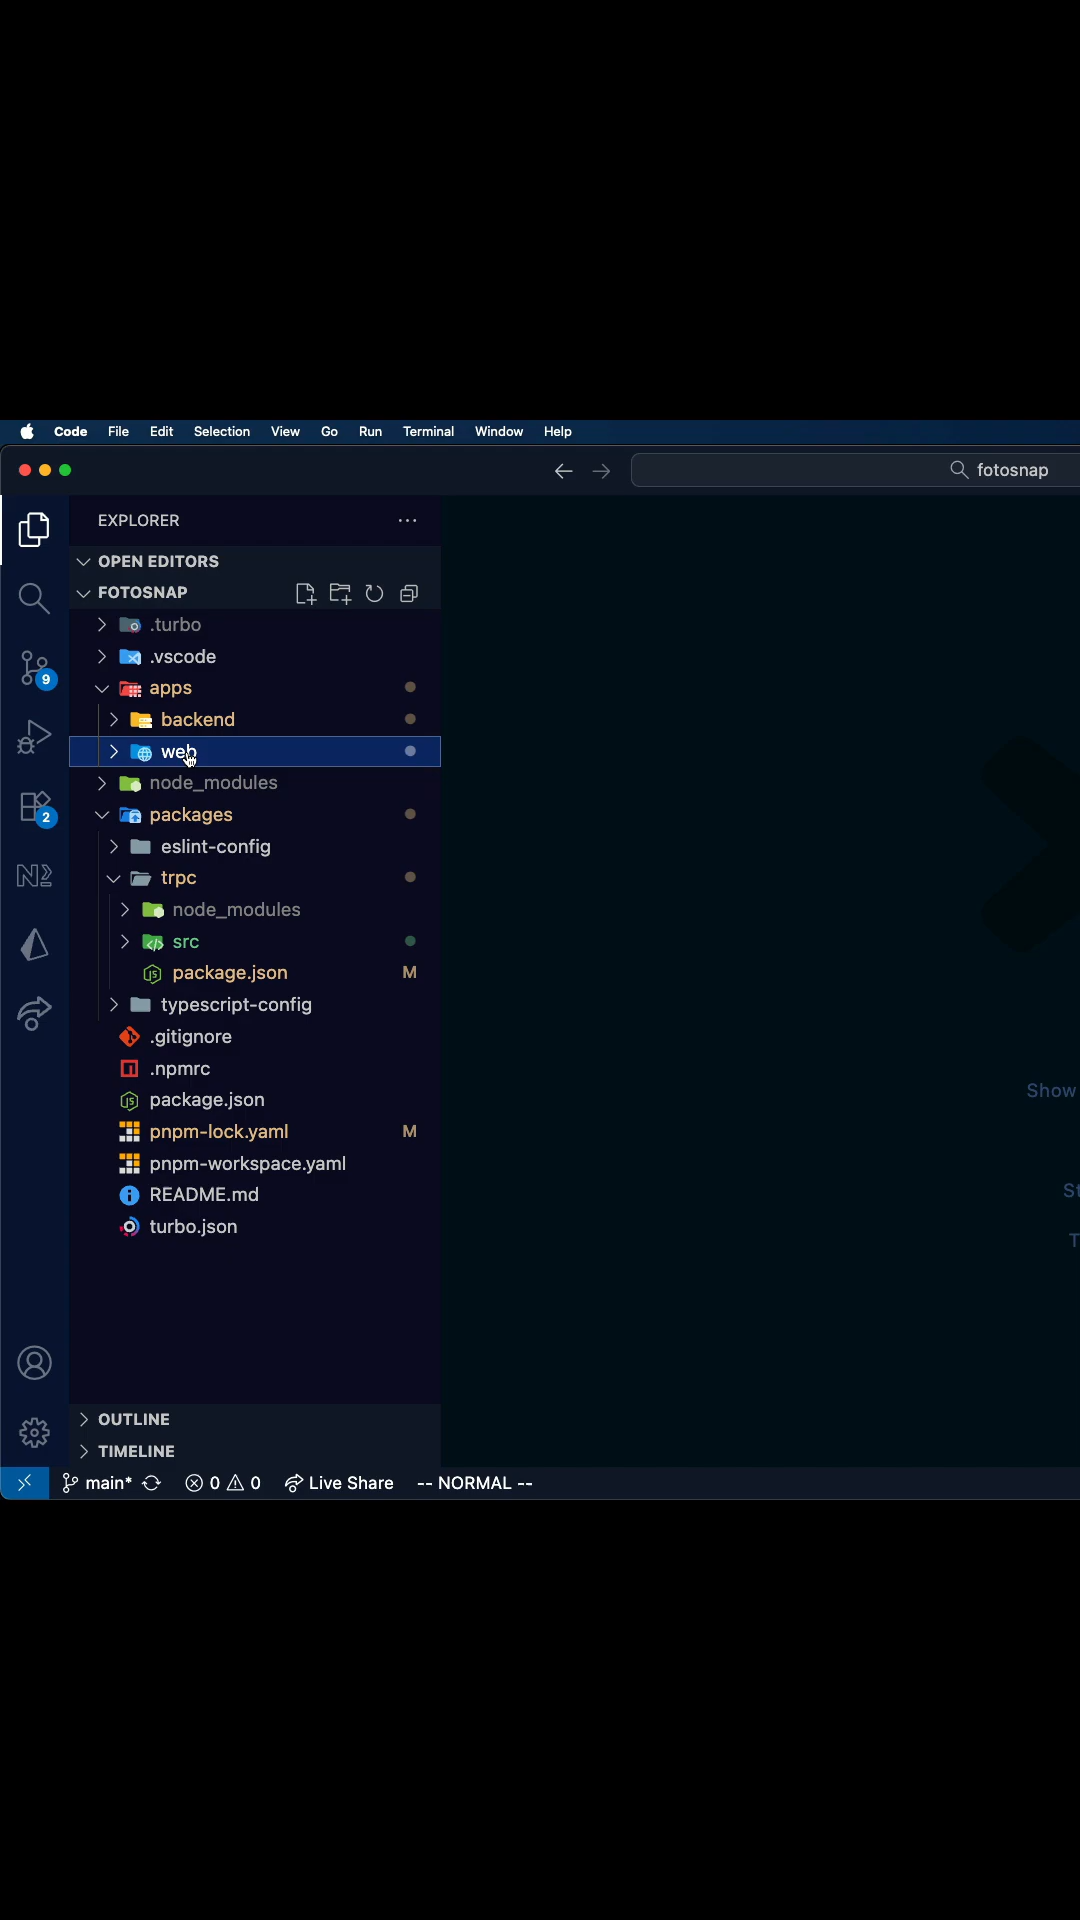 Code File Edit Selection View Go Run Terminal Window Help
fotosnap
EXPLORER
OPEN EDITORS
FOTOSNAP
.turbo
.vscode
apps
backend
web
node_modules
packages
eslint-config
trpc
node_modules
src
package.json M
typescript-config
.gitignore
.npmrc
package.json
pnpm-lock.yaml M
pnpm-workspace.yaml
README.md
turbo.json
9
2
Show
St
T
OUTLINE
TIMELINE
main* 0 0 Live Share -- NORMAL --